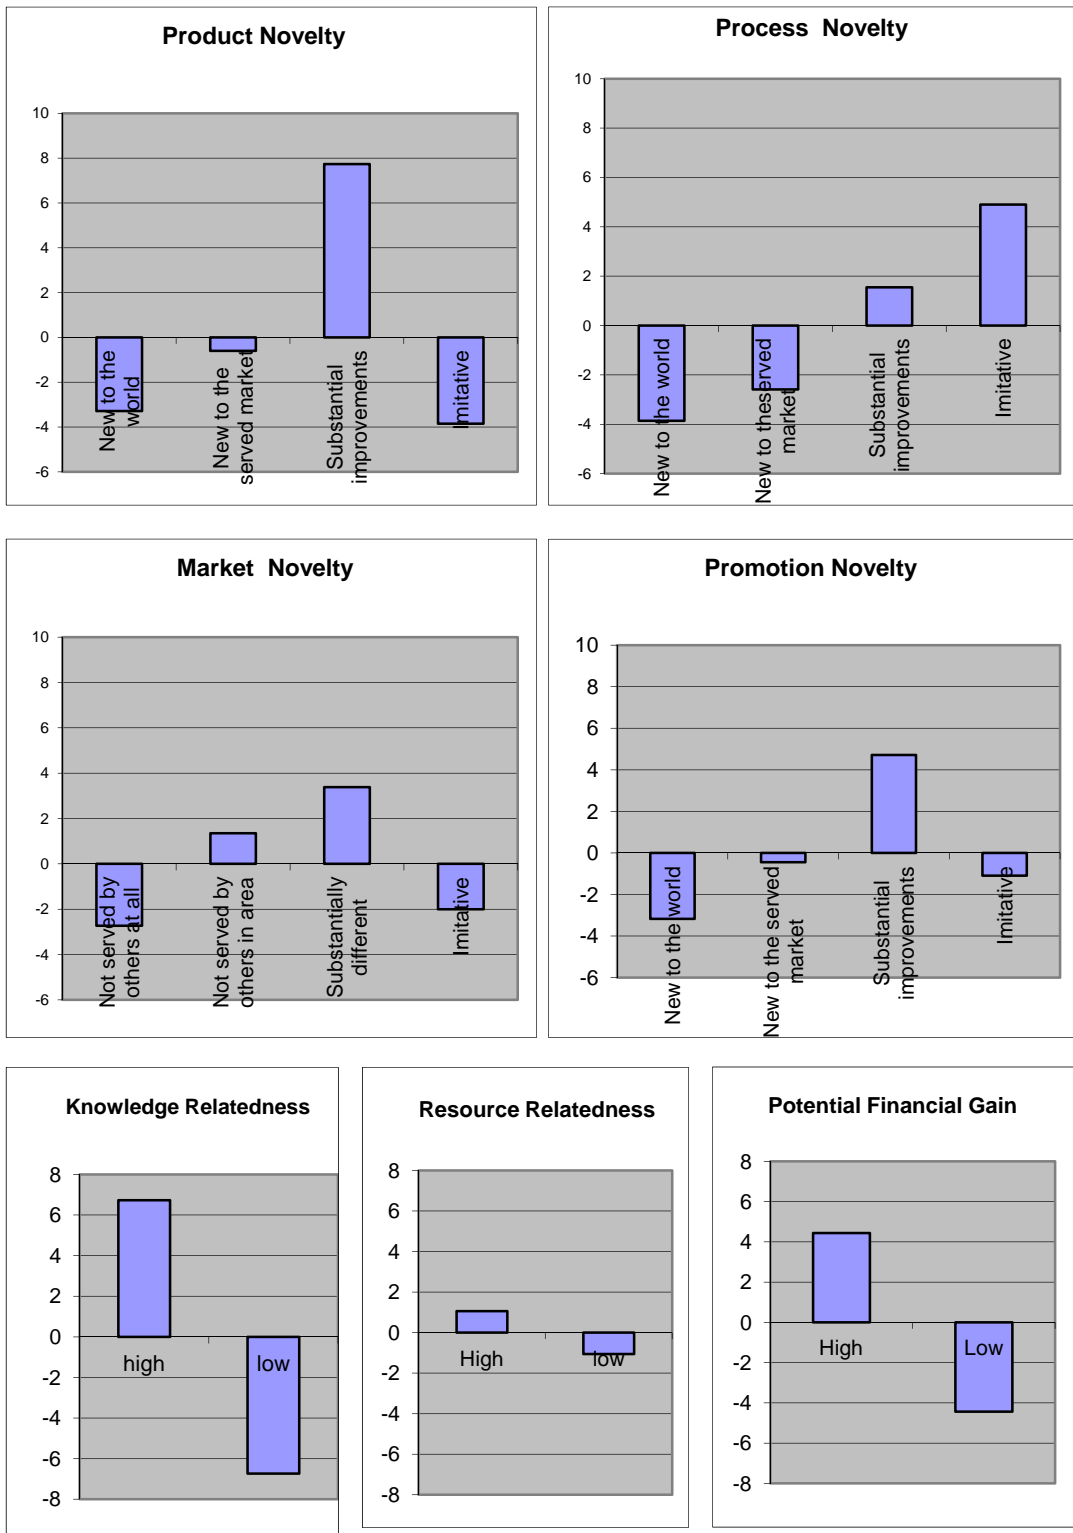 Product Novelty
10
8
6
4
2
0
-2
-4
-6
New to the
world
New to the
served market
Substantial
improvements
Imitative
Process  Novelty
10
8
6
4
2
0
-2
-4
-6
New to the world
New to theserved
market
Substantial
improvements
Imitative
Market  Novelty
10
8
6
4
2
0
-2
-4
-6
Not served by
others at all
Not served by
others in area
Substantially
different
Imitative
Promotion Novelty
10
8
6
4
2
0
-2
-4
-6
New to the world
New to the served
market
Substantial
improvements
Imitative
Knowledge Relatedness
8
6
4
2
0
-2
-4
-6
-8
high
low
Resource Relatedness
8
6
4
2
0
-2
-4
-6
-8
High
low
Potential Financial Gain
8
6
4
2
0
-2
-4
-6
-8
High
Low